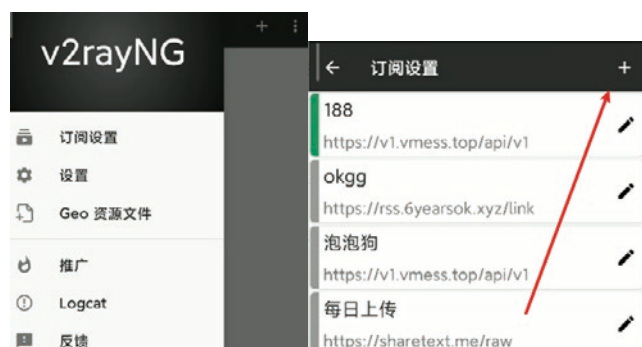 v2rayNG
订阅设置
设置
Geo 资源文件
推广
Logcat
反馈
订阅设置
188
https://v1.vmess.top/api/v1
okgg
https://rss.6yearsok.xyz/link
泡泡狗
https://v1.vmess.top/api/v1
每日上传
https://sharetext.me/raw